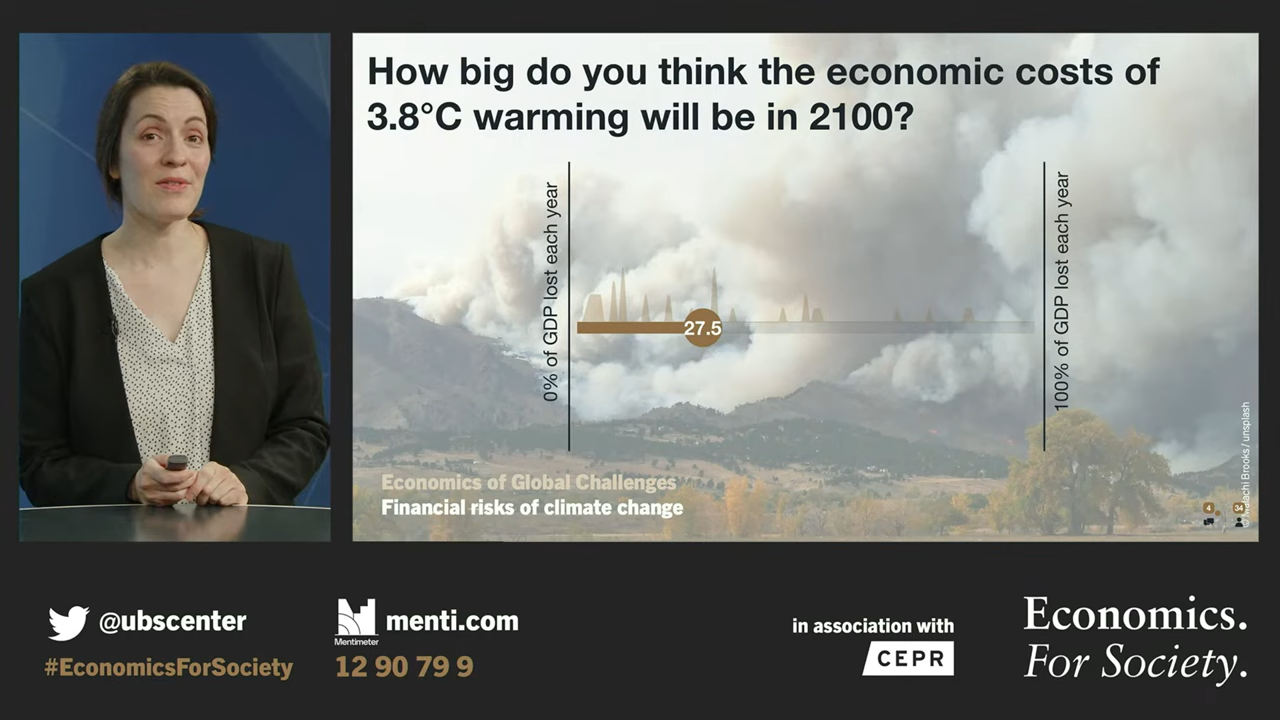 How big do you think the economic costs of
3.8°C warming will be in 2100?
0% of GDP lost each year
27.5
100% of GDP lost each year
Economics of Global Challenges
Financial risks of climate change
Malachi Brooks / unsplash
4
34
@ubscenter
#EconomicsForSociety
Mentimeter
menti.com
12 90 79 9
in association with
CEPR
Economics.
For Society.